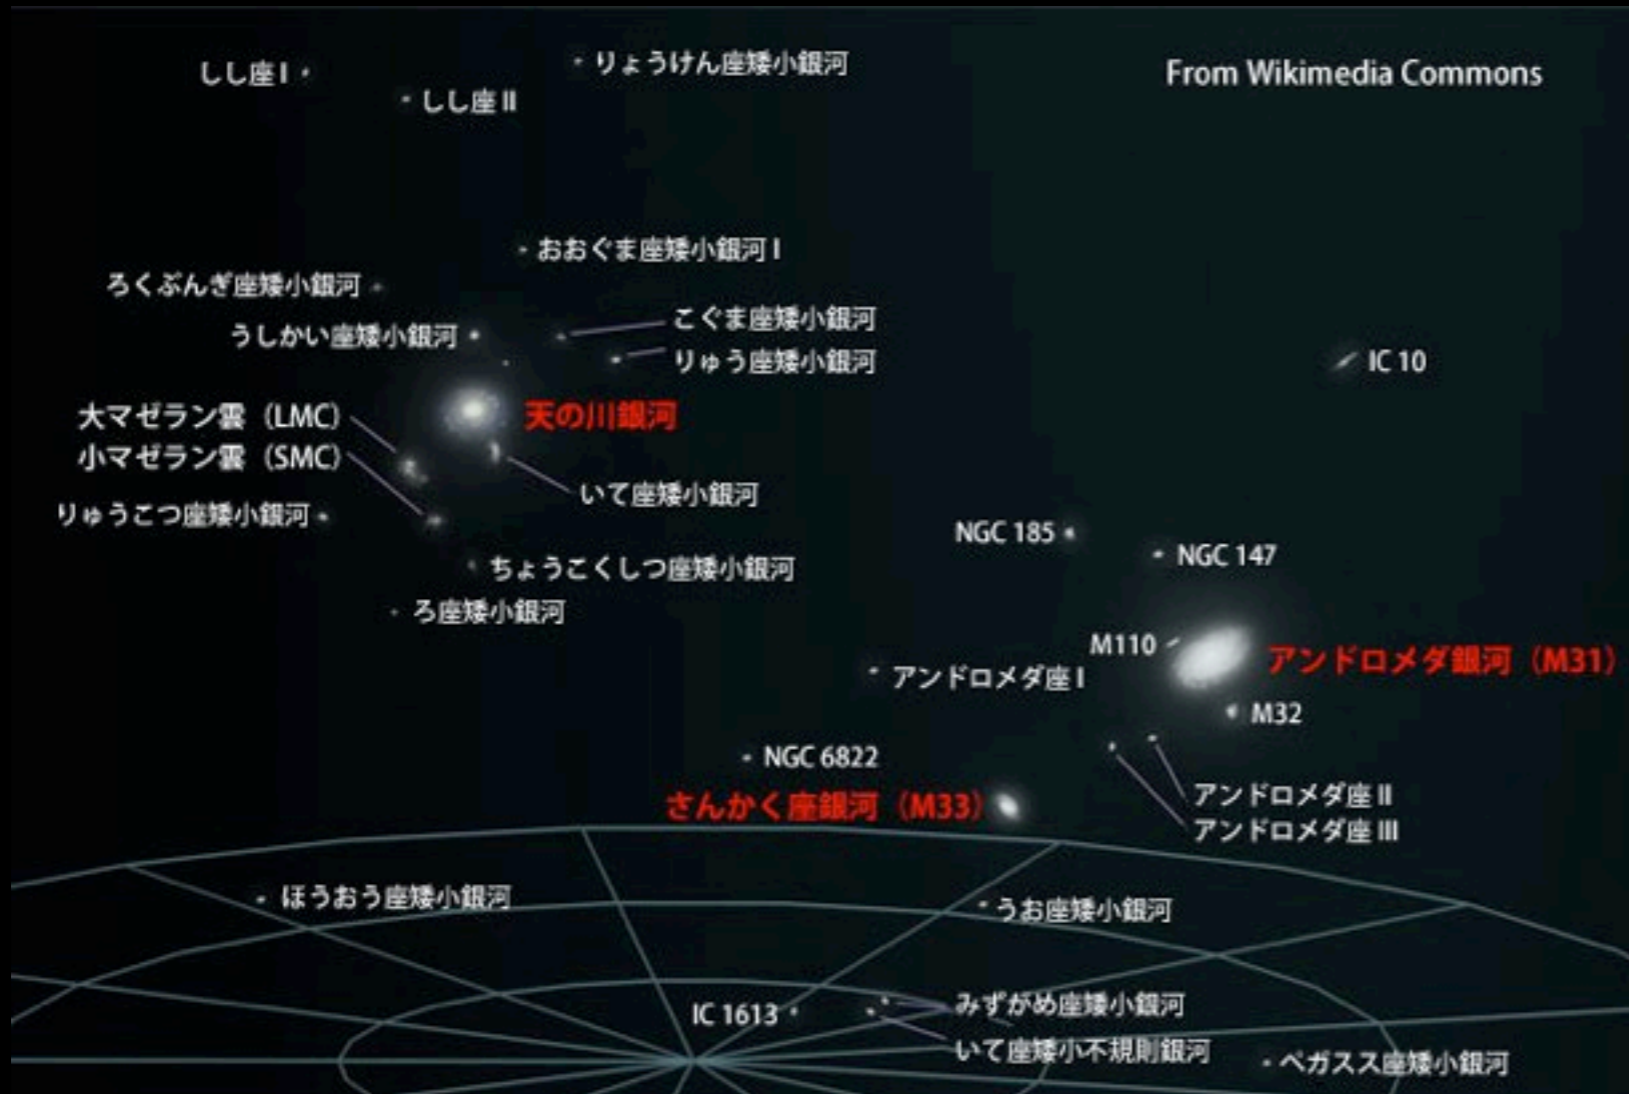 りょうけん座矮小銀河
しし座 I
From Wikimedia Commons
しし座 II
おおぐま座矮小銀河 I
ろくぶんぎ座矮小銀河
こぐま座矮小銀河
うしかい座矮小銀河
りゅう座矮小銀河
IC 10
大マゼラン雲（LMC）
天の川銀河
小マゼラン雲（SMC）
いて座矮小銀河
りゅうこつ座矮小銀河
NGC 185
NGC 147
ちょうこくしつ座矮小銀河
ろ座矮小銀河
M110
アンドロメダ銀河（M31）
アンドロメダ座 I
M32
NGC 6822
アンドロメダ座 II
さんかく座銀河（M33）
アンドロメダ座 III
ほうおう座矮小銀河
うお座矮小銀河
みずがめ座矮小銀河
IC 1613
いて座矮小不規則銀河
ペガスス座矮小銀河